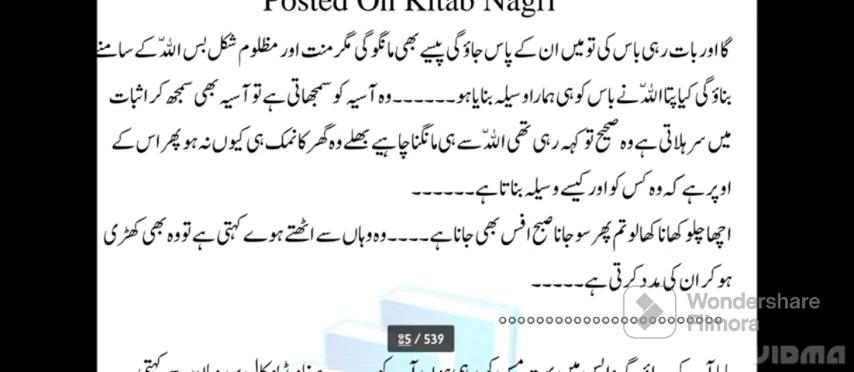 Posted On Kitab Nagri
گا اور بات رہی باس کی تو میں ان کے پاس جاؤ گی پیسے بھی مانگو گی مگر منت اور مظلوم شکل بس اللہ کے سامنے
بناؤ گی کیا پتا اللہ نے باس کو ہی ہمارا وسیلہ بنایا ہو۔۔۔۔۔۔وہ آسیہ کو سمجھاتی ہے تو آسیہ بھی سمجھ کر اثبات
میں سر ہلاتی ہے وہ صحیح تو کہہ رہی تھی اللہ سے ہی مانگنا چاہیے بھلے وہ گھر کا نمک ہی کیوں نہ ہو پھر اس کے
اوپر ہے کہ وہ کس کو اور کیسے وسیلہ بناتا ہے۔۔۔۔۔۔
اچھا چلو کھانا کھا لو تم پھر سو جانا صبح افس بھی جانا ہے۔۔۔۔وہ وہاں سے اٹھتے ہوے کہتی ہے تو وہ بھی کھڑی
ہو کر ان کی مدد کرتی ہے۔۔۔۔۔
Wondershare
Filmora
85 / 539
VIDMA